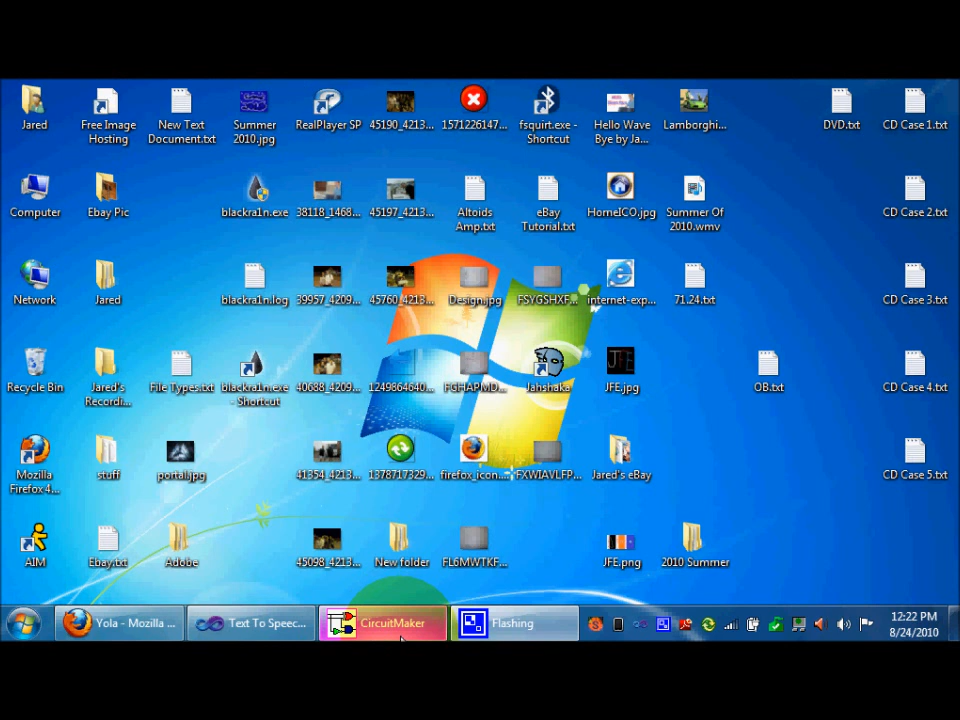 Jared
Free Image
Hosting
New Text
Document.txt
Summer
2010.jpg
RealPlayer SP
45190_4213...
1571226147...
fsquirt.exe -
Shortcut
Hello Wave
Bye by Ja...
Lamborghi...
DVD.txt
CD Case 1.txt
Computer
Ebay Pic
blackra1n.exe
38118_1468...
45197_4213...
Altoids
Amp.txt
eBay
Tutorial.txt
HomeICO.jpg
Summer Of
2010.wmv
CD Case 2.txt
Network
Jared
blackra1n.log
39957_4209...
45760_4213...
Design.jpg
FSYGSHXF...
internet-exp...
71.24.txt
CD Case 3.txt
Recycle Bin
Jared's
Recordi...
File Types.txt
blackra1n.exe
- Shortcut
40688_4209...
1249864640...
FGHAPMD...
Jahshaka
JFE.jpg
OB.txt
CD Case 4.txt
Mozilla
Firefox 4...
stuff
portal.jpg
41354_4213...
1378717329...
firefox_icon....
FXWIAVLFP...
Jared's eBay
CD Case 5.txt
AIM
Ebay.txt
Adobe
45098_4213...
New folder
FL6MWTKF...
JFE.png
2010 Summer
Yola - Mozilla ...
Text To Speec...
CircuitMaker
Flashing
12:22 PM
8/24/2010